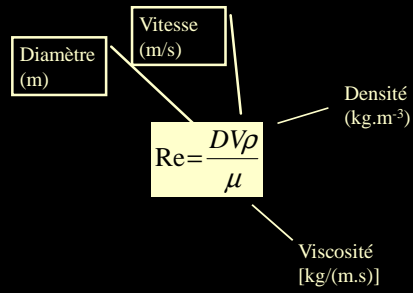 Vitesse
(m/s)
Diamètre
(m)
Densité
(kg.m-3)
Re=DVρ/μ
Viscosité
[kg/(m.s)]